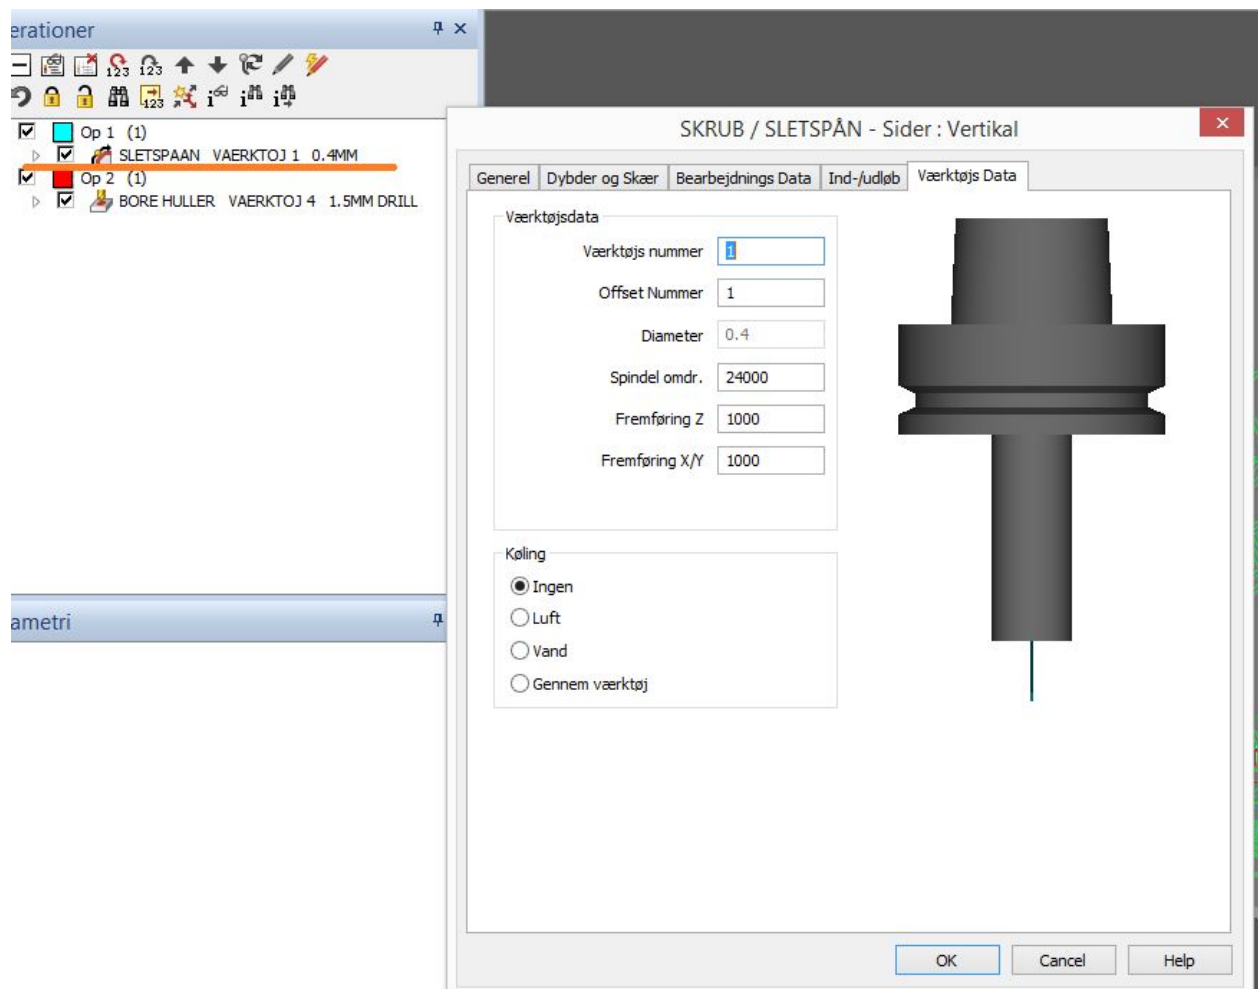 erationer
123 123
123
Op 1 (1)
SLETSPAAN VAERKTOJ 1 0.4MM
Op 2 (1)
BORE HULLER VAERKTOJ 4 1.5MM DRILL
ametri
SKRUB / SLETSPÅN - Sider : Vertikal
Generel Dybder og Skær Bearbejdnings Data Ind-/udløb Værktøjs Data
Værktøjsdata
Værktøjs nummer 1
Offset Nummer 1
Diameter 0.4
Spindel omdr. 24000
Fremføring Z 1000
Fremføring X/Y 1000
Køling
Ingen
Luft
Vand
Gennem værktøj
OK Cancel Help